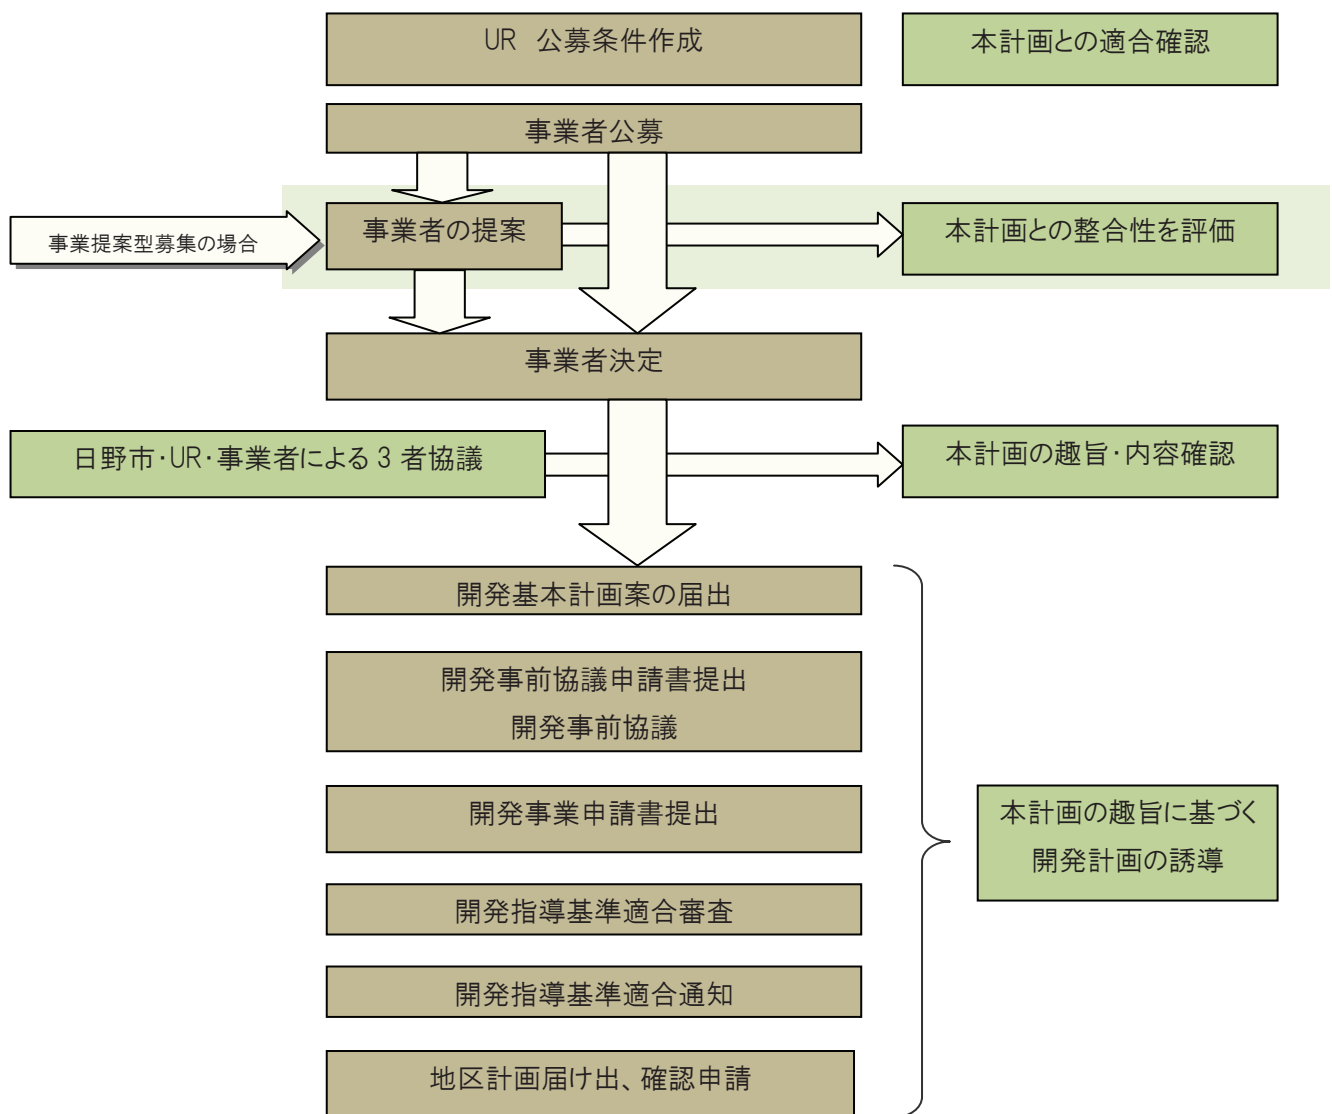 UR 公募条件作成
本計画との適合確認
事業者公募
事業提案型募集の場合
事業者の提案
本計画との整合性を評価
事業者決定
日野市・UR・事業者による 3 者協議
本計画の趣旨・内容確認
開発基本計画案の届出
開発事前協議申請書提出
開発事前協議
開発事業申請書提出
本計画の趣旨に基づく
開発計画の誘導
開発指導基準適合審査
開発指導基準適合通知
地区計画届け出、確認申請